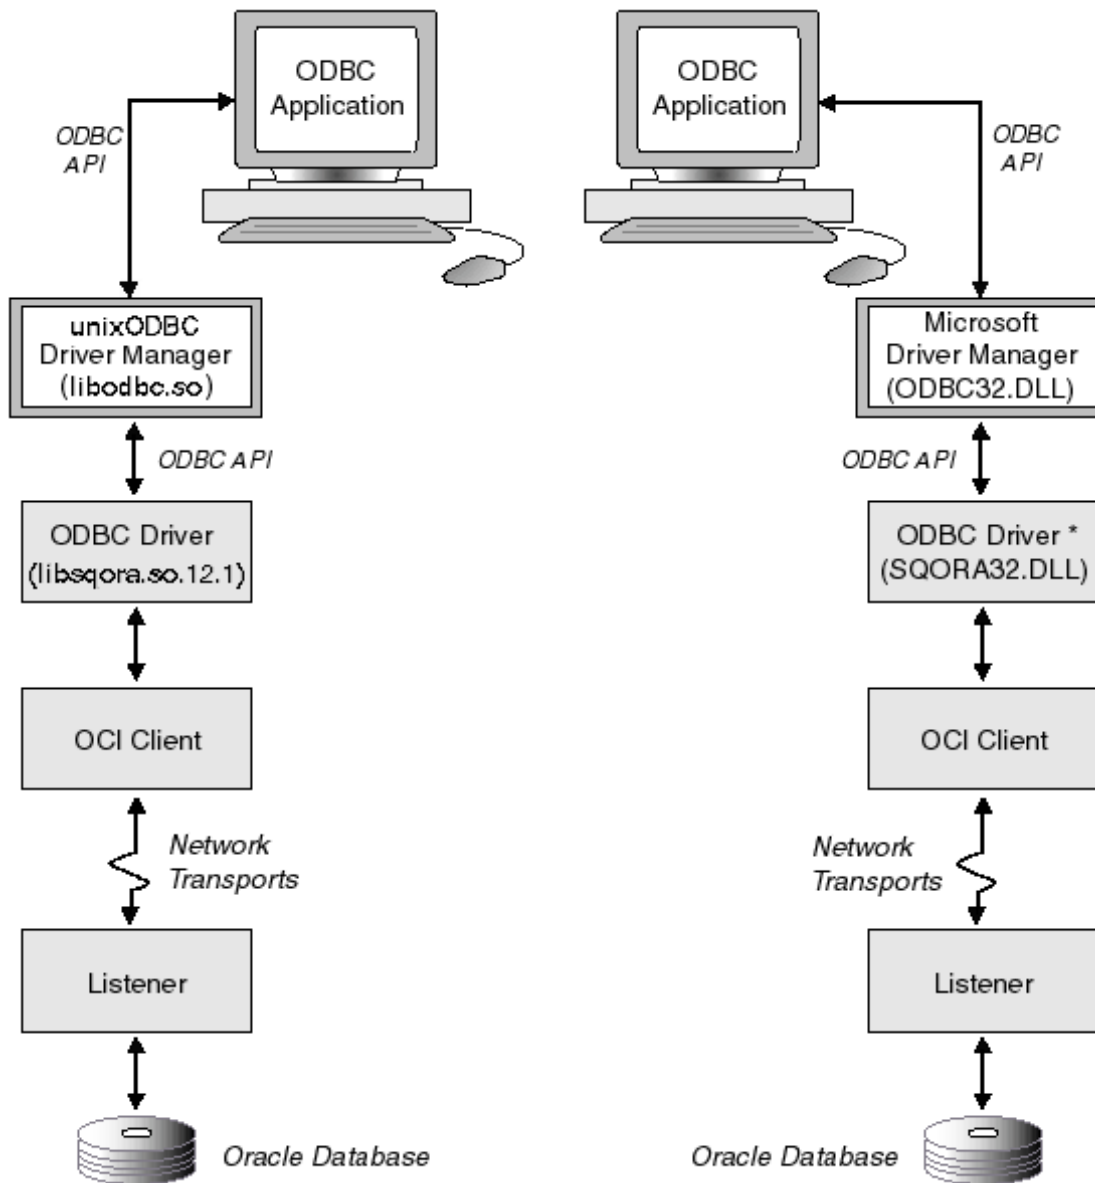 ODBC
Application
ODBC
API
unixODBC
Driver Manager
(libodbc.so)
ODBC API
ODBC Driver
(libsqora.so.12.1)
OCI Client
Network
Transports
Listener
Oracle Database
ODBC
Application
ODBC
API
Microsoft
Driver Manager
(ODBC32.DLL)
ODBC API
ODBC Driver *
(SQORA32.DLL)
OCI Client
Network
Transports
Listener
Oracle Database